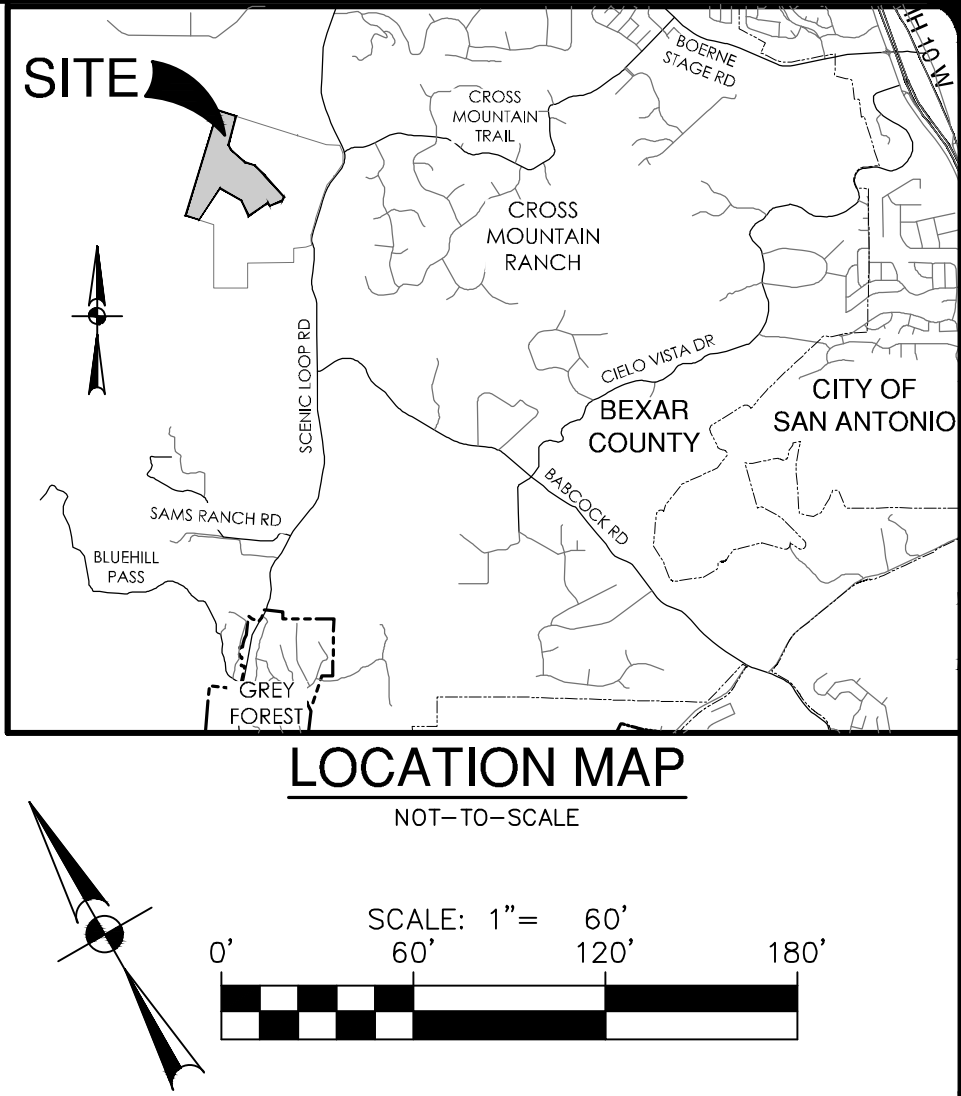 IH 10 W
BOERNE
STAGE RD
SITE
CROSS
MOUNTAIN
TRAIL
CROSS
MOUNTAIN
RANCH
SCENIC LOOP RD
CIELO VISTA DR
BEXAR
COUNTY
CITY OF
SAN ANTONIO
BABCOCK RD
SAMS RANCH RD
BLUEHILL
PASS
GREY
FOREST
LOCATION MAP
NOT-TO-SCALE
SCALE: 1"= 60'
0' 60' 120' 180'